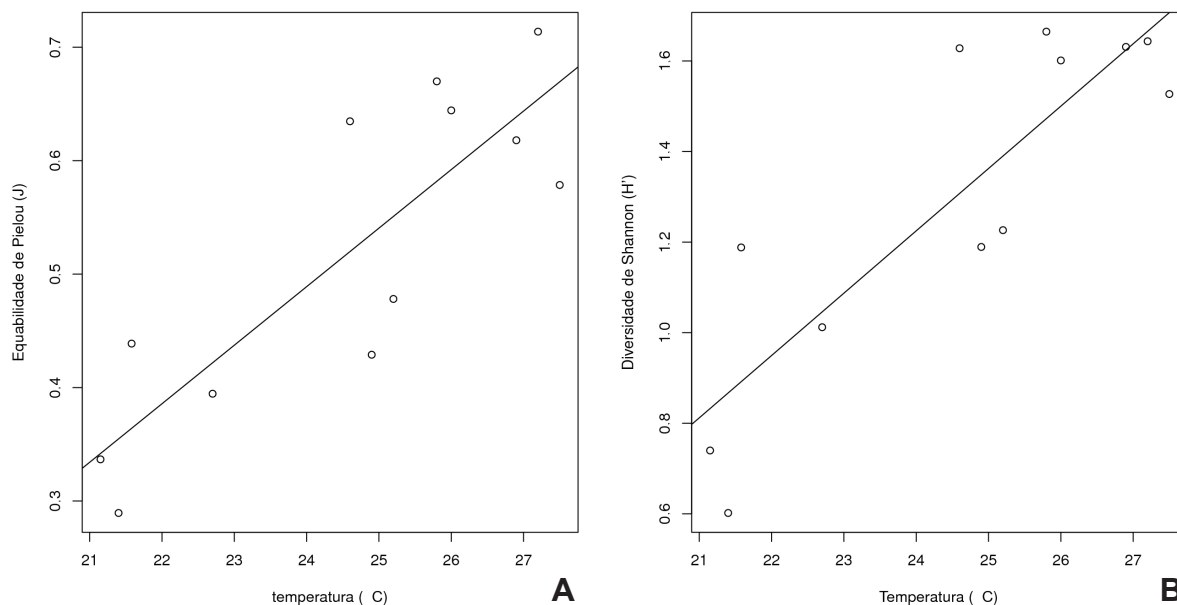 0.7
0.6
0.5
0.4
0.3
Equabilidade de Pielou (J)
21 22 23 24 25 26 27
temperatura ( C)
A
1.6
1.4
1.2
1.0
0.8
0.6
Diversidade de Shannon (H')
21 22 23 24 25 26 27
Temperatura ( C)
B